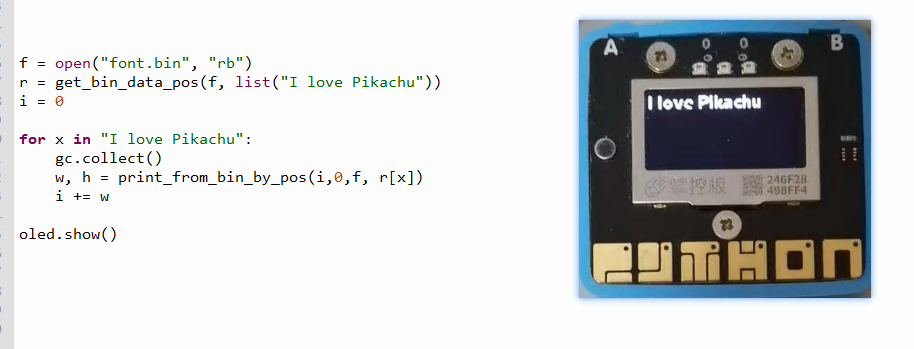 f = open("font.bin", "rb")
r = get_bin_data_pos(f, list("I love Pikachu"))
i = 0
for x in "I love Pikachu":
    gc.collect()
    w, h = print_from_bin_by_pos(i,0,f, r[x])
    i += w
oled.show()
A
B
I love Pikachu
掌控板
246F28
498FF4
PYTHON